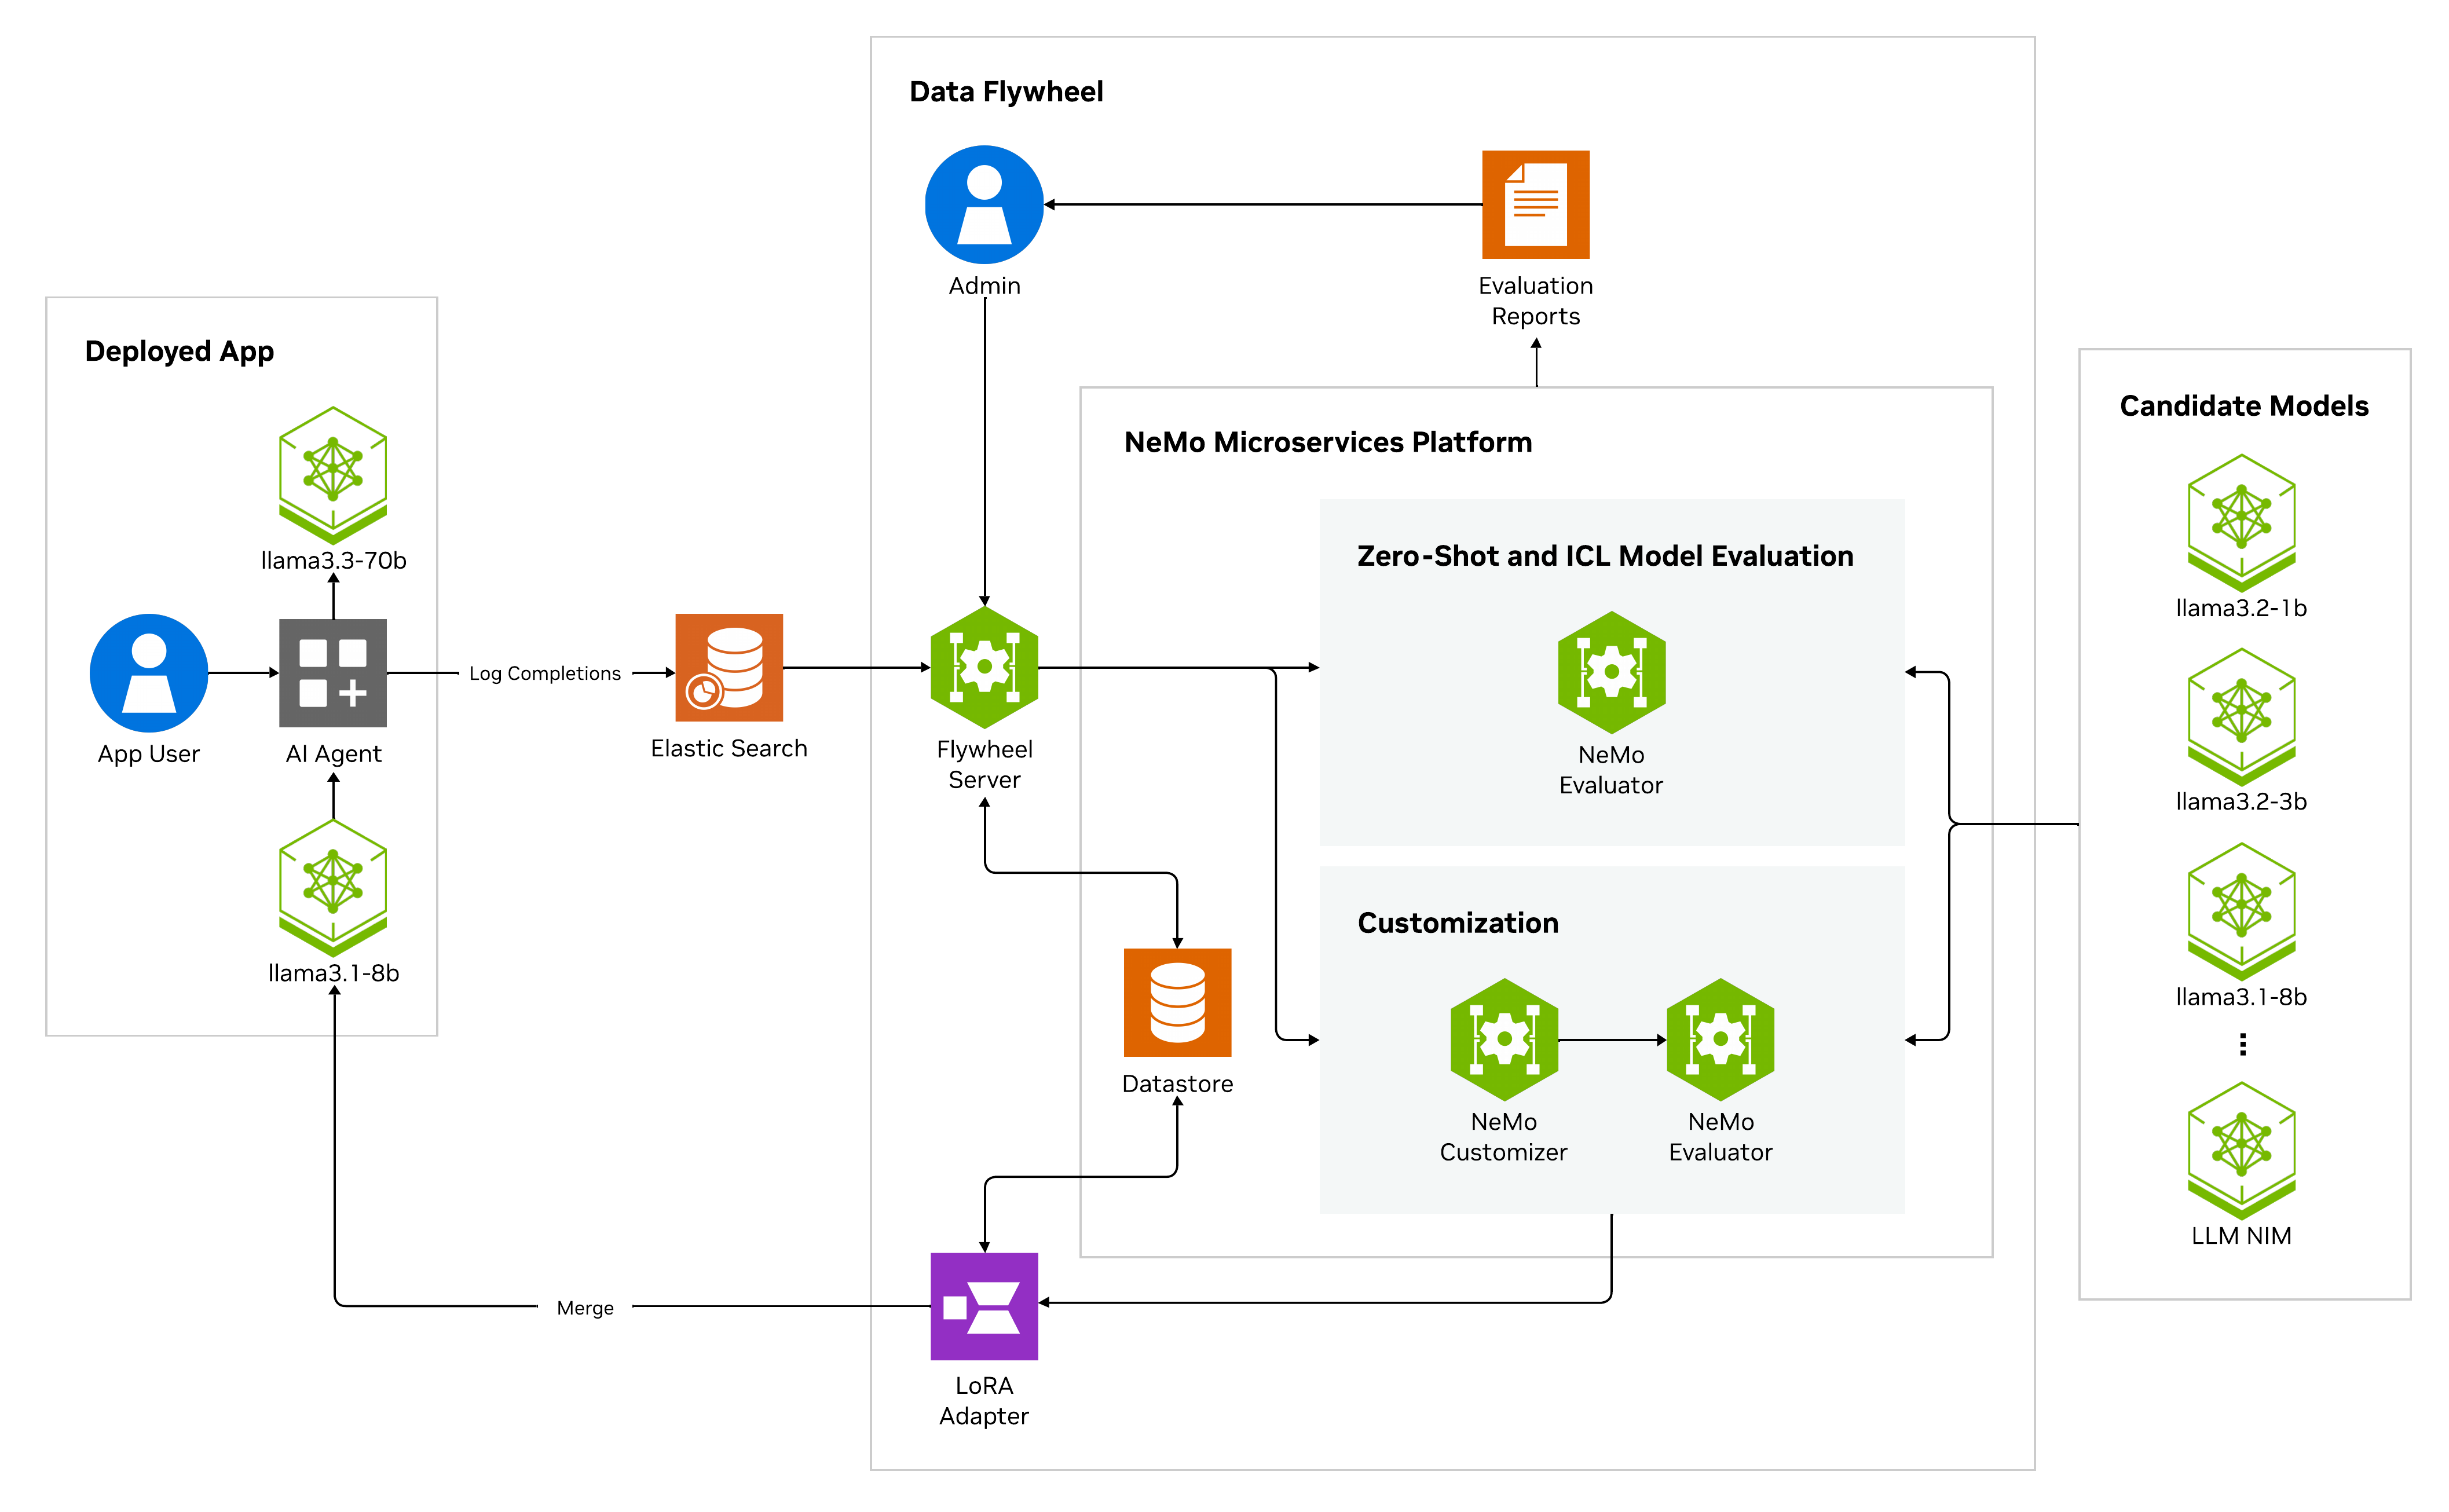 Data Flywheel
Admin
Evaluation
Reports
Deployed App
llama3.3-70b
App User
AI Agent
llama3.1-8b
Log Completions
Elastic Search
Flywheel
Server
NeMo Microservices Platform
Zero-Shot and ICL Model Evaluation
NeMo
Evaluator
Customization
NeMo
Customizer
NeMo
Evaluator
Datastore
Merge
LoRA
Adapter
Candidate Models
llama3.2-1b
llama3.2-3b
llama3.1-8b
LLM NIM